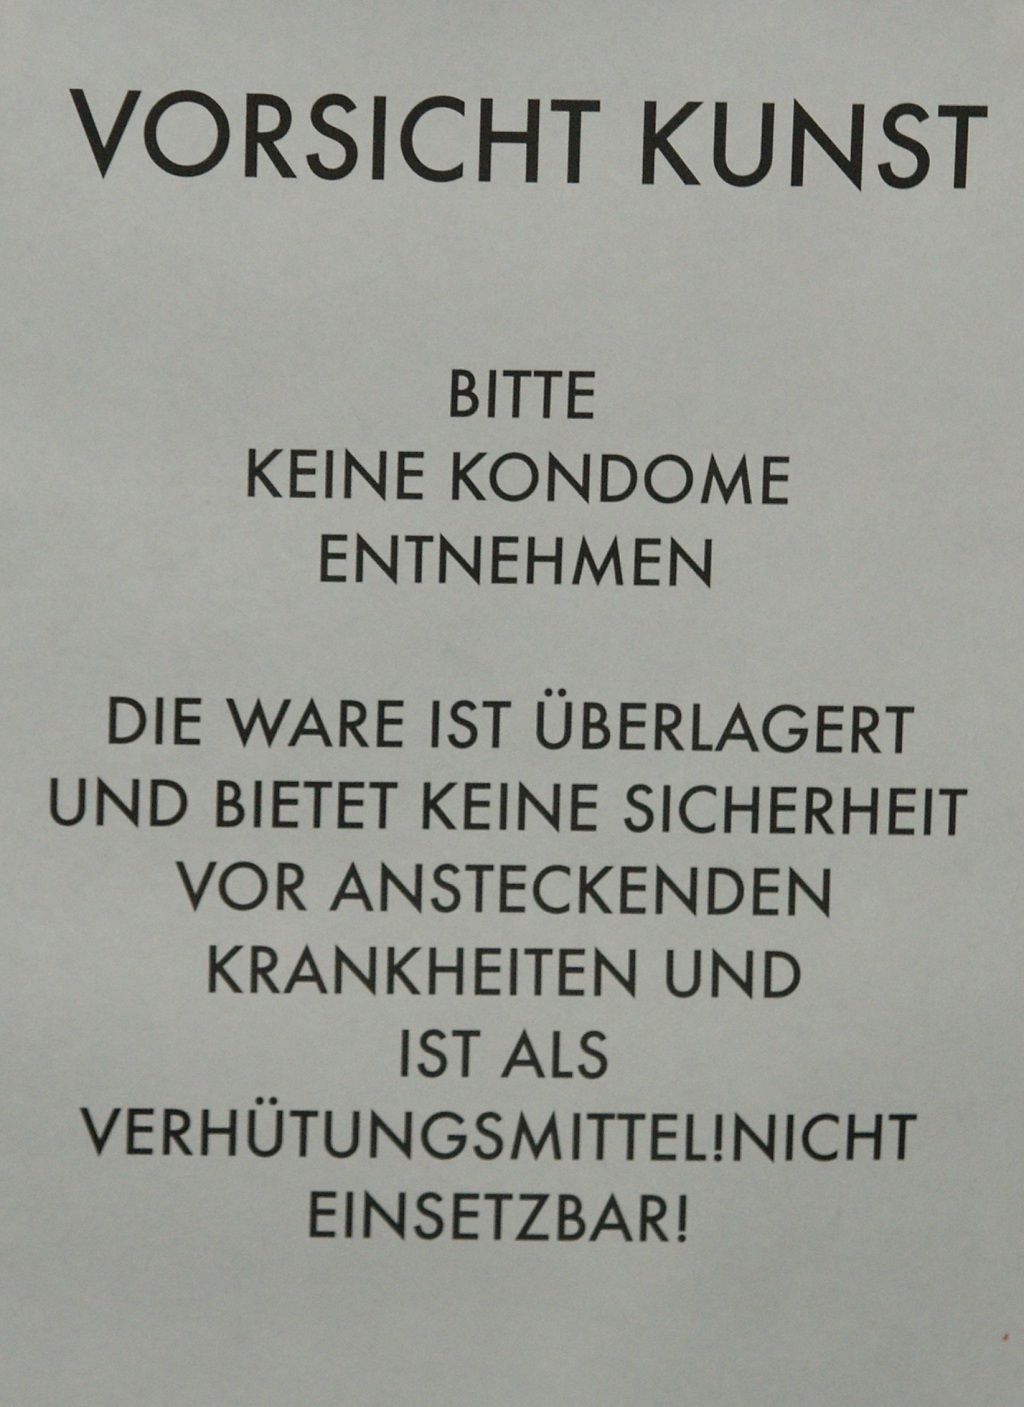 VORSICHT KUNST
BITTE
KEINE KONDOME
ENTNEHMEN
DIE WARE IST ÜBERLAGERT
UND BIETET KEINE SICHERHEIT
VOR ANSTECKENDEN
KRANKHEITEN UND
IST ALS
VERHÜTUNGSMITTEL!NICHT
EINSETZBAR!